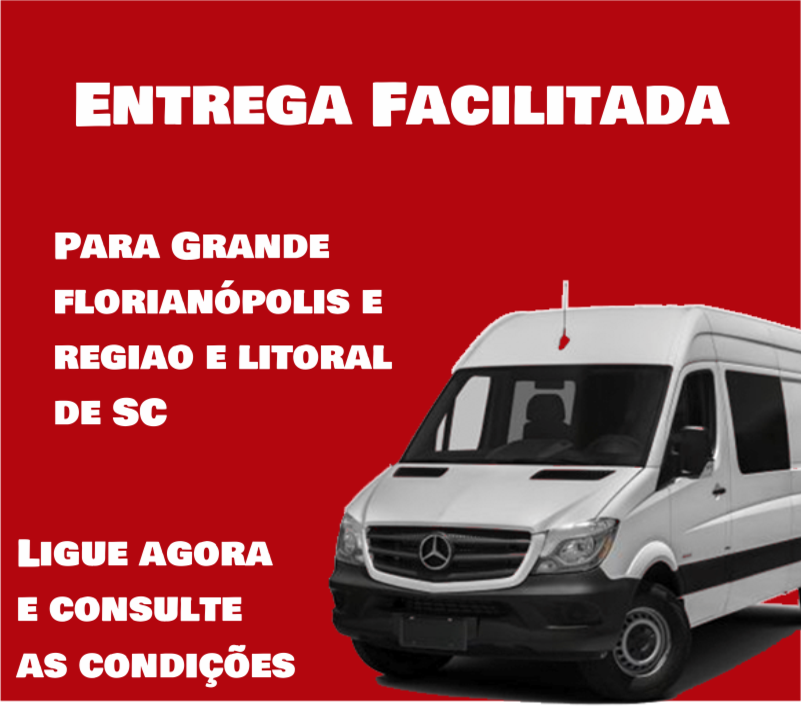 Entrega Facilitada
Para Grande
florianópolis e
regiao e litoral
de SC
Ligue agora
e consulte
as condições